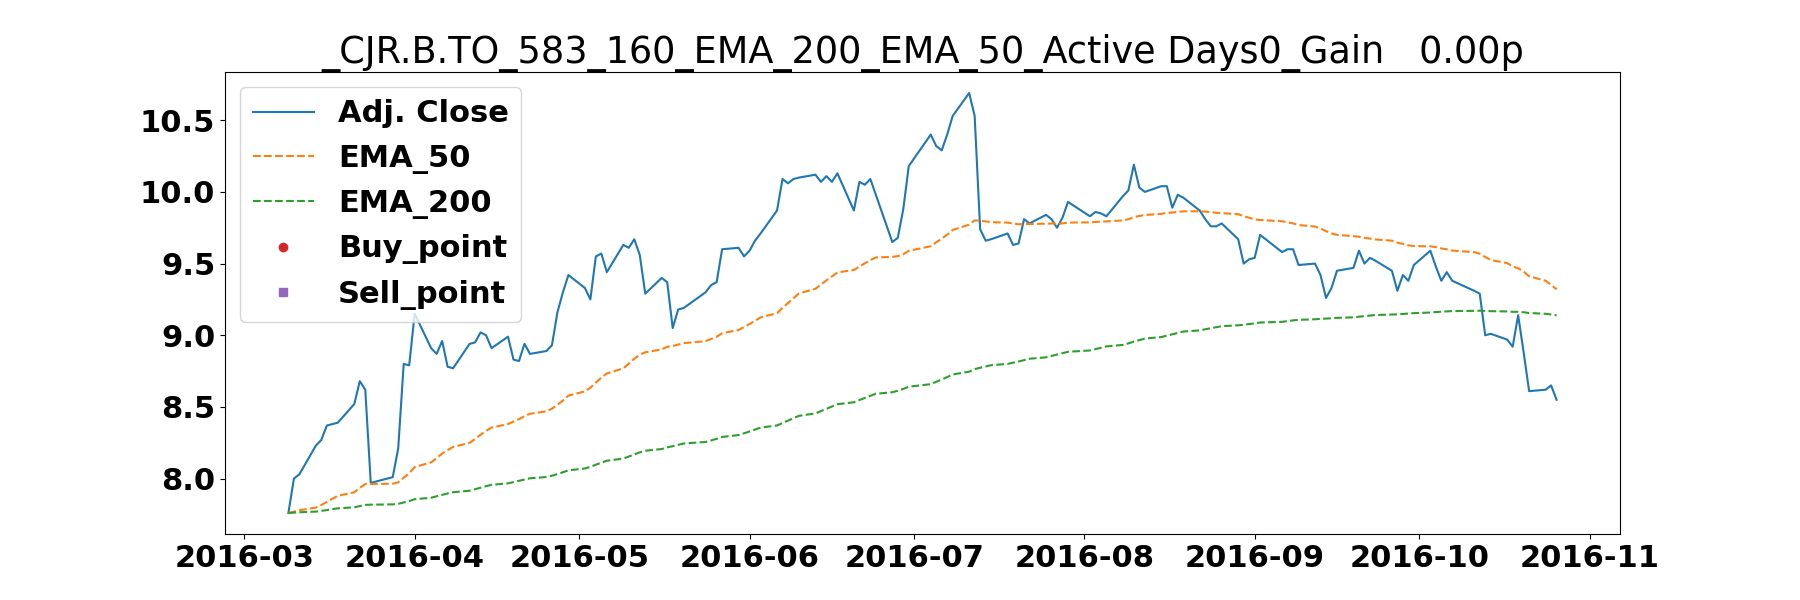 _CJR.B.TO_583_160_EMA_200_EMA_50_Active Days0_Gain   0.00p
Adj. Close
EMA_50
EMA_200
Buy_point
Sell_point
10.5
10.0
9.5
9.0
8.5
8.0
2016-03 2016-04 2016-05 2016-06 2016-07 2016-08 2016-09 2016-10 2016-11